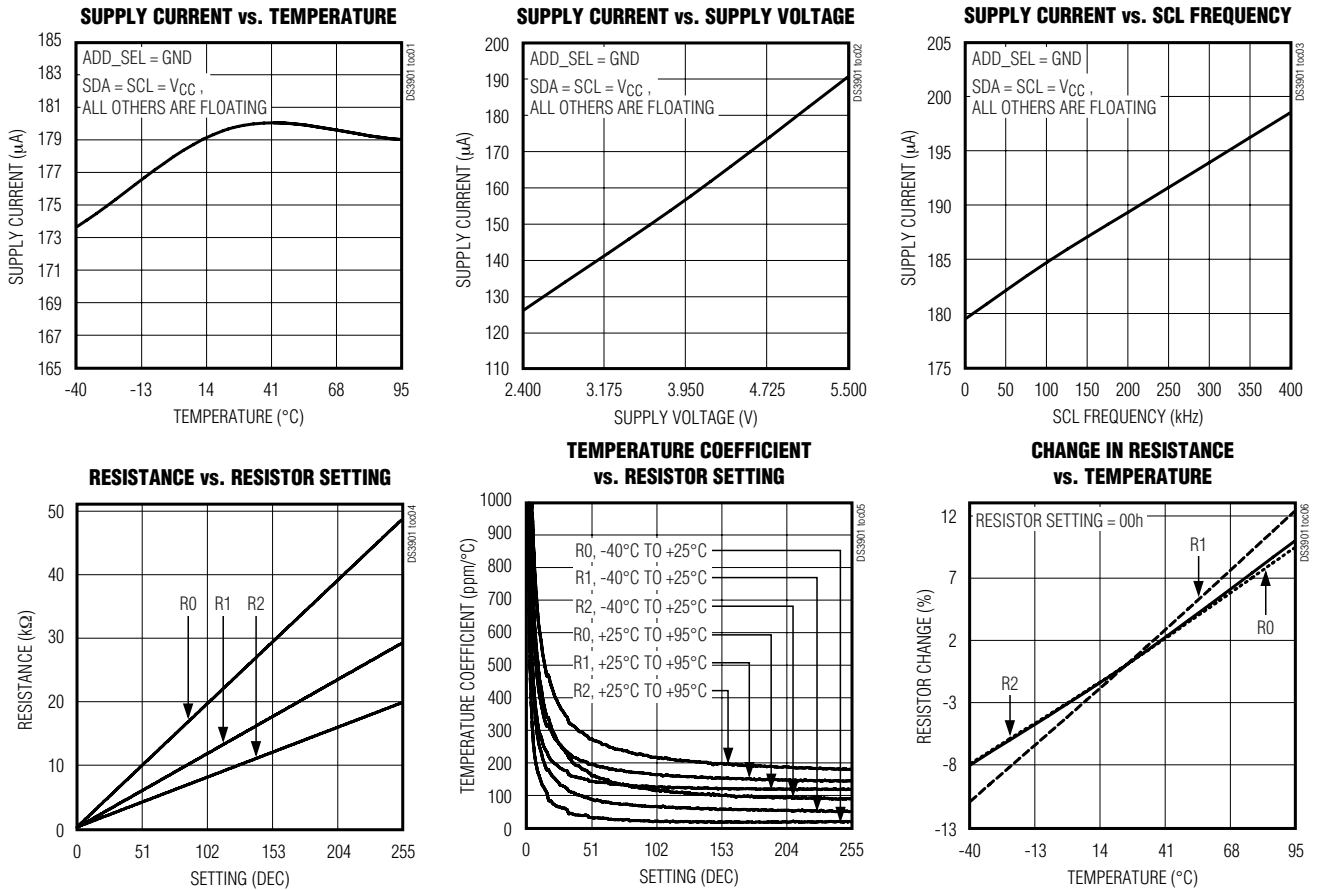 SUPPLY CURRENT vs. TEMPERATURE
185
183
181
179
177
175
173
171
169
167
165
SUPPLY CURRENT (μA)
ADD_SEL = GND
SDA = SCL = VCC ,
ALL OTHERS ARE FLOATING
DS3901 toc01
-40 -13 14 41 68 95
TEMPERATURE (°C)
SUPPLY CURRENT vs. SUPPLY VOLTAGE
200
190
180
170
160
150
140
130
120
110
SUPPLY CURRENT (μA)
ADD_SEL = GND
SDA = SCL = VCC ,
ALL OTHERS ARE FLOATING
DS3901 toc02
2.400 3.175 3.950 4.725 5.500
SUPPLY VOLTAGE (V)
SUPPLY CURRENT vs. SCL FREQUENCY
205
200
195
190
185
180
175
SUPPLY CURRENT (μA)
ADD_SEL = GND
SDA = SCL = VCC ,
ALL OTHERS ARE FLOATING
DS3901 toc03
0 50 100 150 200 250 300 350 400
SCL FREQUENCY (kHz)
RESISTANCE vs. RESISTOR SETTING
50
40
30
20
10
0
RESISTANCE (kΩ)
R0 R1 R2
DS3901 toc04
0 51 102 153 204 255
SETTING (DEC)
TEMPERATURE COEFFICIENT
vs. RESISTOR SETTING
1000
900
800
700
600
500
400
300
200
100
0
TEMPERATURE COEFFICIENT (ppm/°C)
R0, -40°C TO +25°C
R1, -40°C TO +25°C
R2, -40°C TO +25°C
R0, +25°C TO +95°C
R1, +25°C TO +95°C
R2, +25°C TO +95°C
DS3901 toc05
0 51 102 153 204 255
SETTING (DEC)
CHANGE IN RESISTANCE
vs. TEMPERATURE
12
7
2
-3
-8
-13
RESISTOR CHANGE (%)
RESISTOR SETTING = 00h
R1
R0
R2
DS3901 toc06
-40 -13 14 41 68 95
TEMPERATURE (°C)